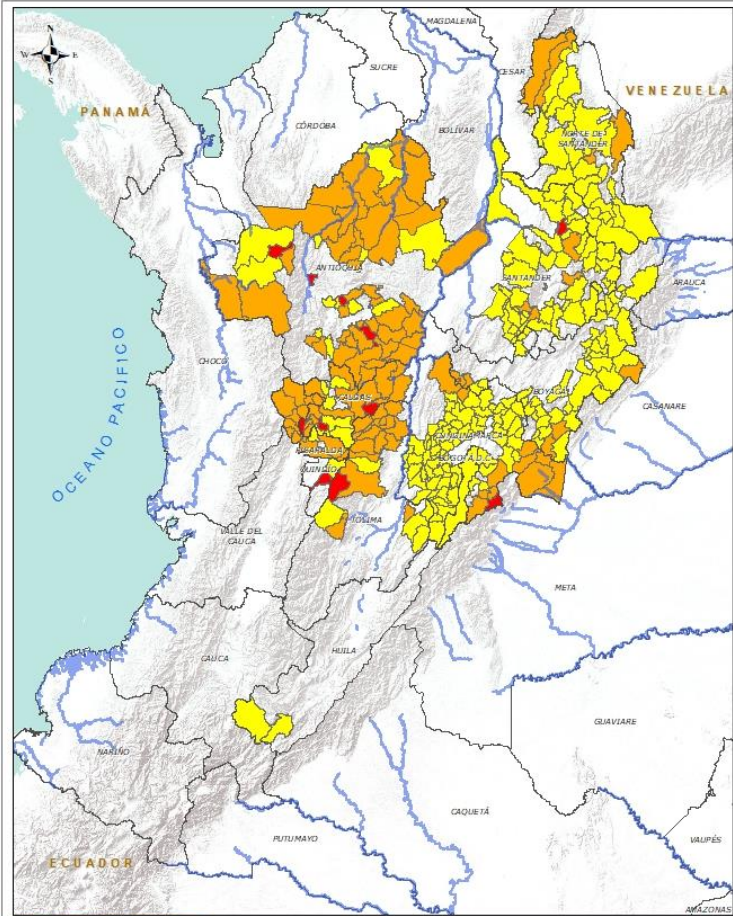 MAGDALENA
N
W E
S
SUCRE
CESAR
VENEZUELA
PANAMÁ
CÓRDOBA
BOLÍVAR
NORTE DE
SANTANDER
ANTIOQUIA
SANTANDER
ARAUCA
CHOCÓ
OCEANO PACIFICO
CALDAS
BOYACÁ
CASANARE
CUNDINAMARCA
BOGOTÁ, D.C.
RISARALDA
QUINDIO
TOLIMA
VALLE DEL
CAUCA
META
CAUCA
HUILA
GUAVIARE
NARIÑO
CAQUETÁ
PUTUMAYO
VAUPÉS
ECUADOR
AMAZONAS